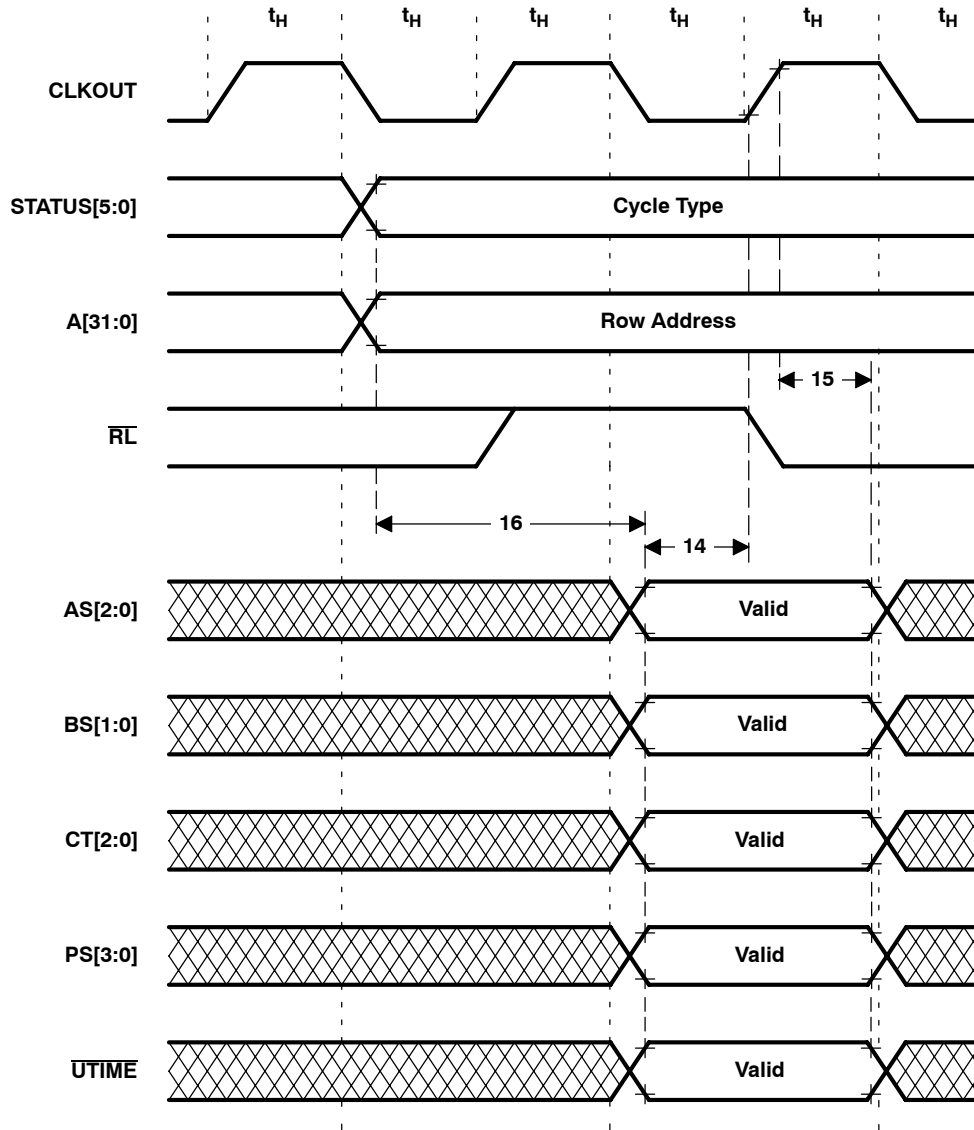 tH tH tH tH tH tH
CLKOUT
STATUS[5:0] Cycle Type
A[31:0] Row Address
15
RL
16
14
AS[2:0] Valid
BS[1:0] Valid
CT[2:0] Valid
PS[3:0] Valid
UTIME Valid